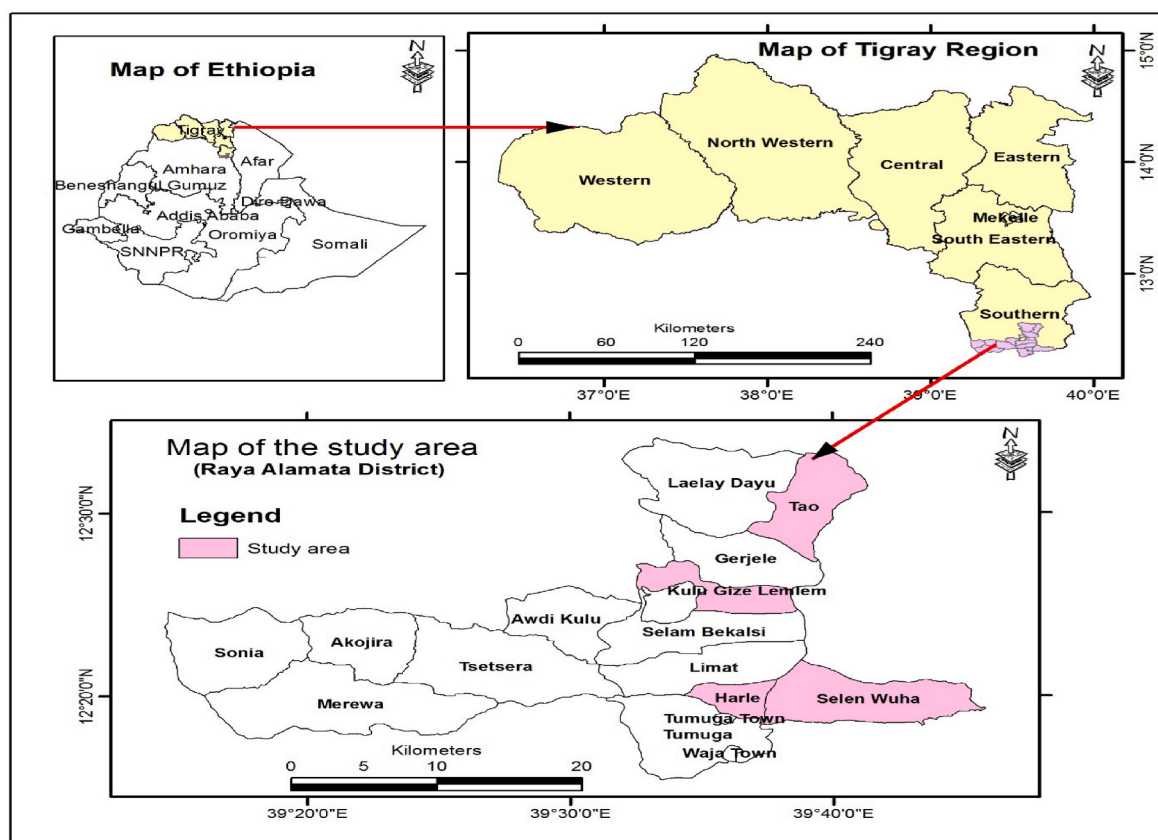 Map of Ethiopia
N
Tigray
Afar
Amhara
Beneshangul Gumuz
Dire Dawa
Addis Ababa
Gambella
Oromiya
Somali
SNNPR
Map of Tigray Region
N
15°0'N
14°0'N
13°0'N
North Western
Western
Central
Eastern
Mekelle
South Eastern
Southern
Kilometers
0 60 120 240
37°0'E 38°0'E 39°0'E 40°0'E
Map of the study area
(Raya Alamata District)
N
Legend
Study area
12°30'0"N
12°20'0"N
Laelay Dayu
Tao
Gerjele
Kulu Gize Lemlem
Awdi Kulu
Selam Bekalsi
Sonia
Akojira
Tsetsera
Limat
Merewa
Harle
Selen Wuha
Tumuga Town
Tumuga
Waja Town
Kilometers
0 5 10 20
39°20'0"E 39°30'0"E 39°40'0"E